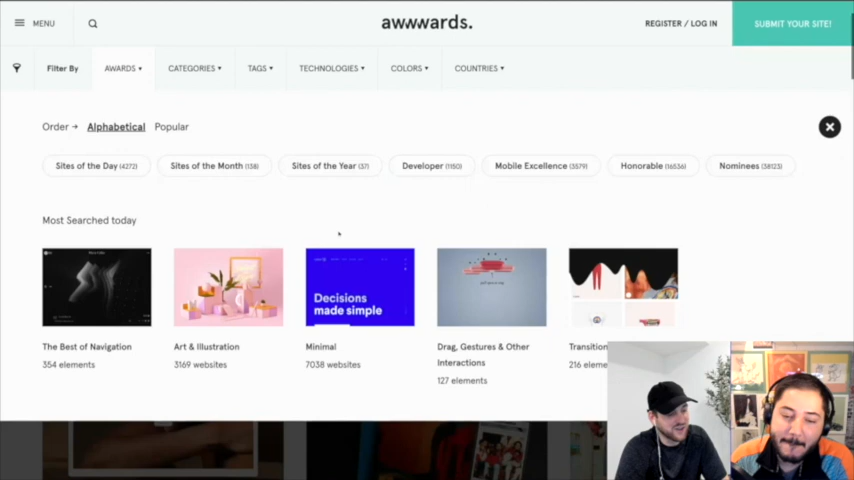 MENU
awwwards.
REGISTER / LOG IN
SUBMIT YOUR SITE!
Filter By
AWARDS
CATEGORIES
TAGS
TECHNOLOGIES
COLORS
COUNTRIES
Order → Alphabetical Popular
Sites of the Day (4272)
Sites of the Month (138)
Sites of the Year (37)
Developer (1150)
Mobile Excellence (3579)
Honorable (16536)
Nominees (38123)
Most Searched today
Decisions
made simple
The Best of Navigation
354 elements
Art & Illustration
3169 websites
Minimal
7038 websites
Drag, Gestures & Other
Interactions
127 elements
Transition
216 eleme